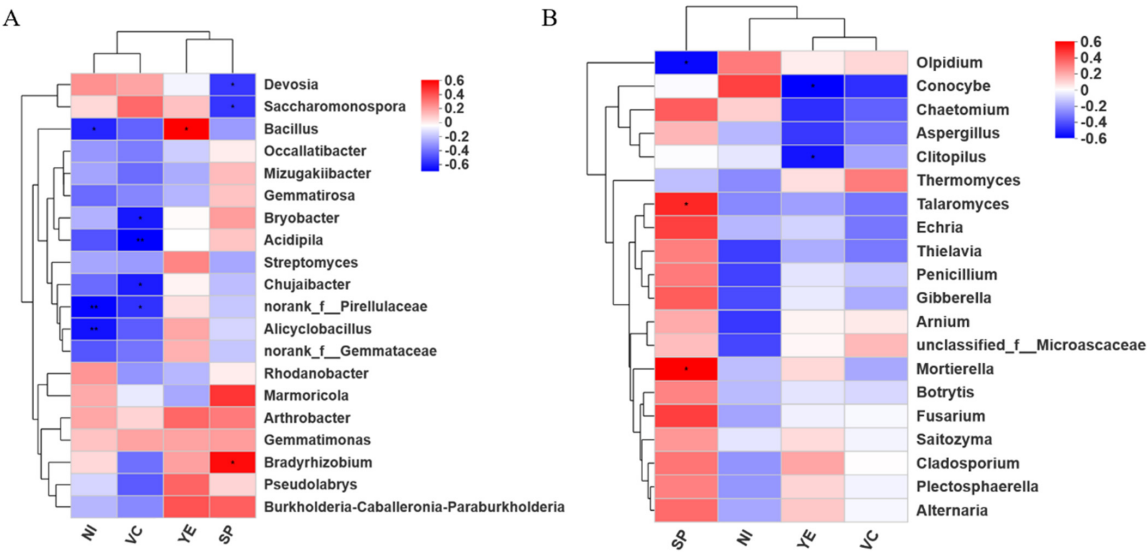 A
Devosia
Saccharomonospora
Bacillus
Occallatibacter
Mizugakiibacter
Gemmatirosa
Bryobacter
Acidipila
Streptomyces
Chujaibacter
norank_f__Pirellulaceae
Alicyclobacillus
norank_f__Gemmataceae
Rhodanobacter
Marmoricola
Arthrobacter
Gemmatimonas
Bradyrhizobium
Pseudolabrys
Burkholderia-Caballeronia-Paraburkholderia
NI VC YE SP
0.6
0.4
0.2
0
-0.2
-0.4
-0.6
B
Olpidium
Conocybe
Chaetomium
Aspergillus
Clitopilus
Thermomyces
Talaromyces
Echria
Thielavia
Penicillium
Gibberella
Arnium
unclassified_f__Microascaceae
Mortierella
Botrytis
Fusarium
Saitozyma
Cladosporium
Plectosphaerella
Alternaria
SP NI YE VC
0.6
0.4
0.2
0
-0.2
-0.4
-0.6